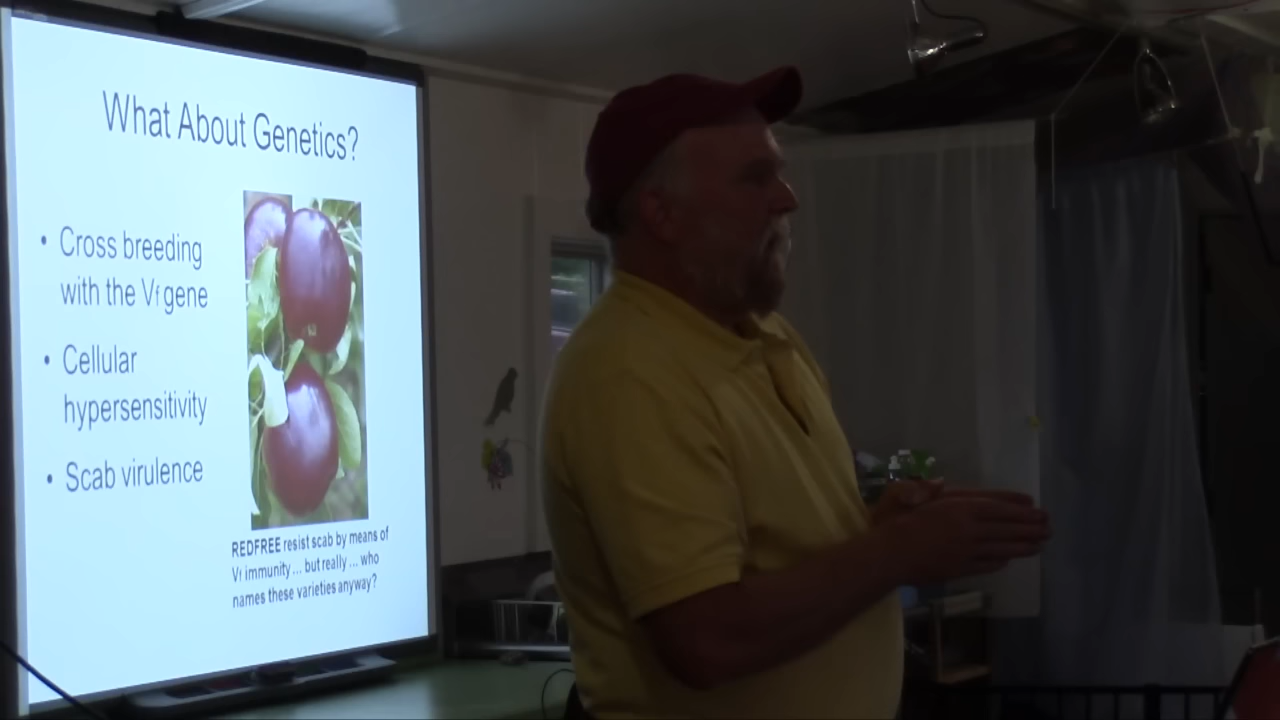 What About Genetics?
• Cross breeding
with the Vf gene
• Cellular
hypersensitivity
• Scab virulence
REDFREE resist scab by means of
Vf immunity ... but really ... who
names these varieties anyway?